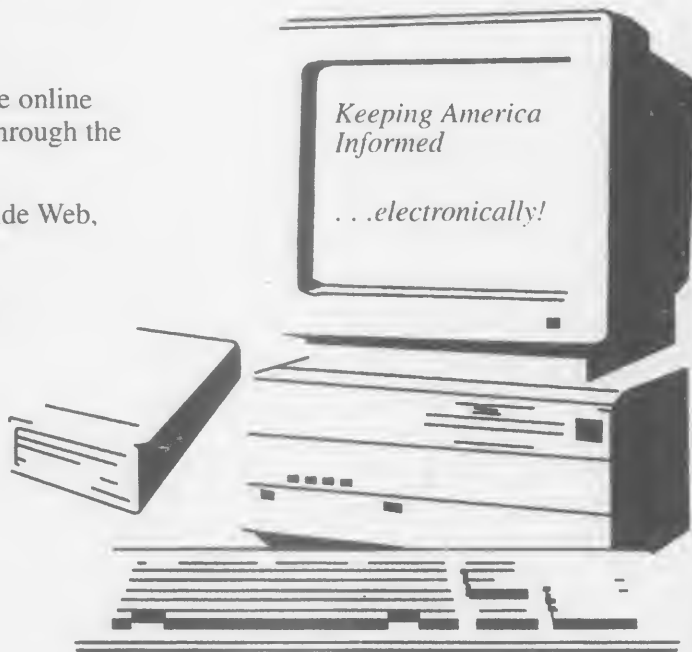 e online
hrough the
de Web,
Keeping America
Informed
. . .electronically!